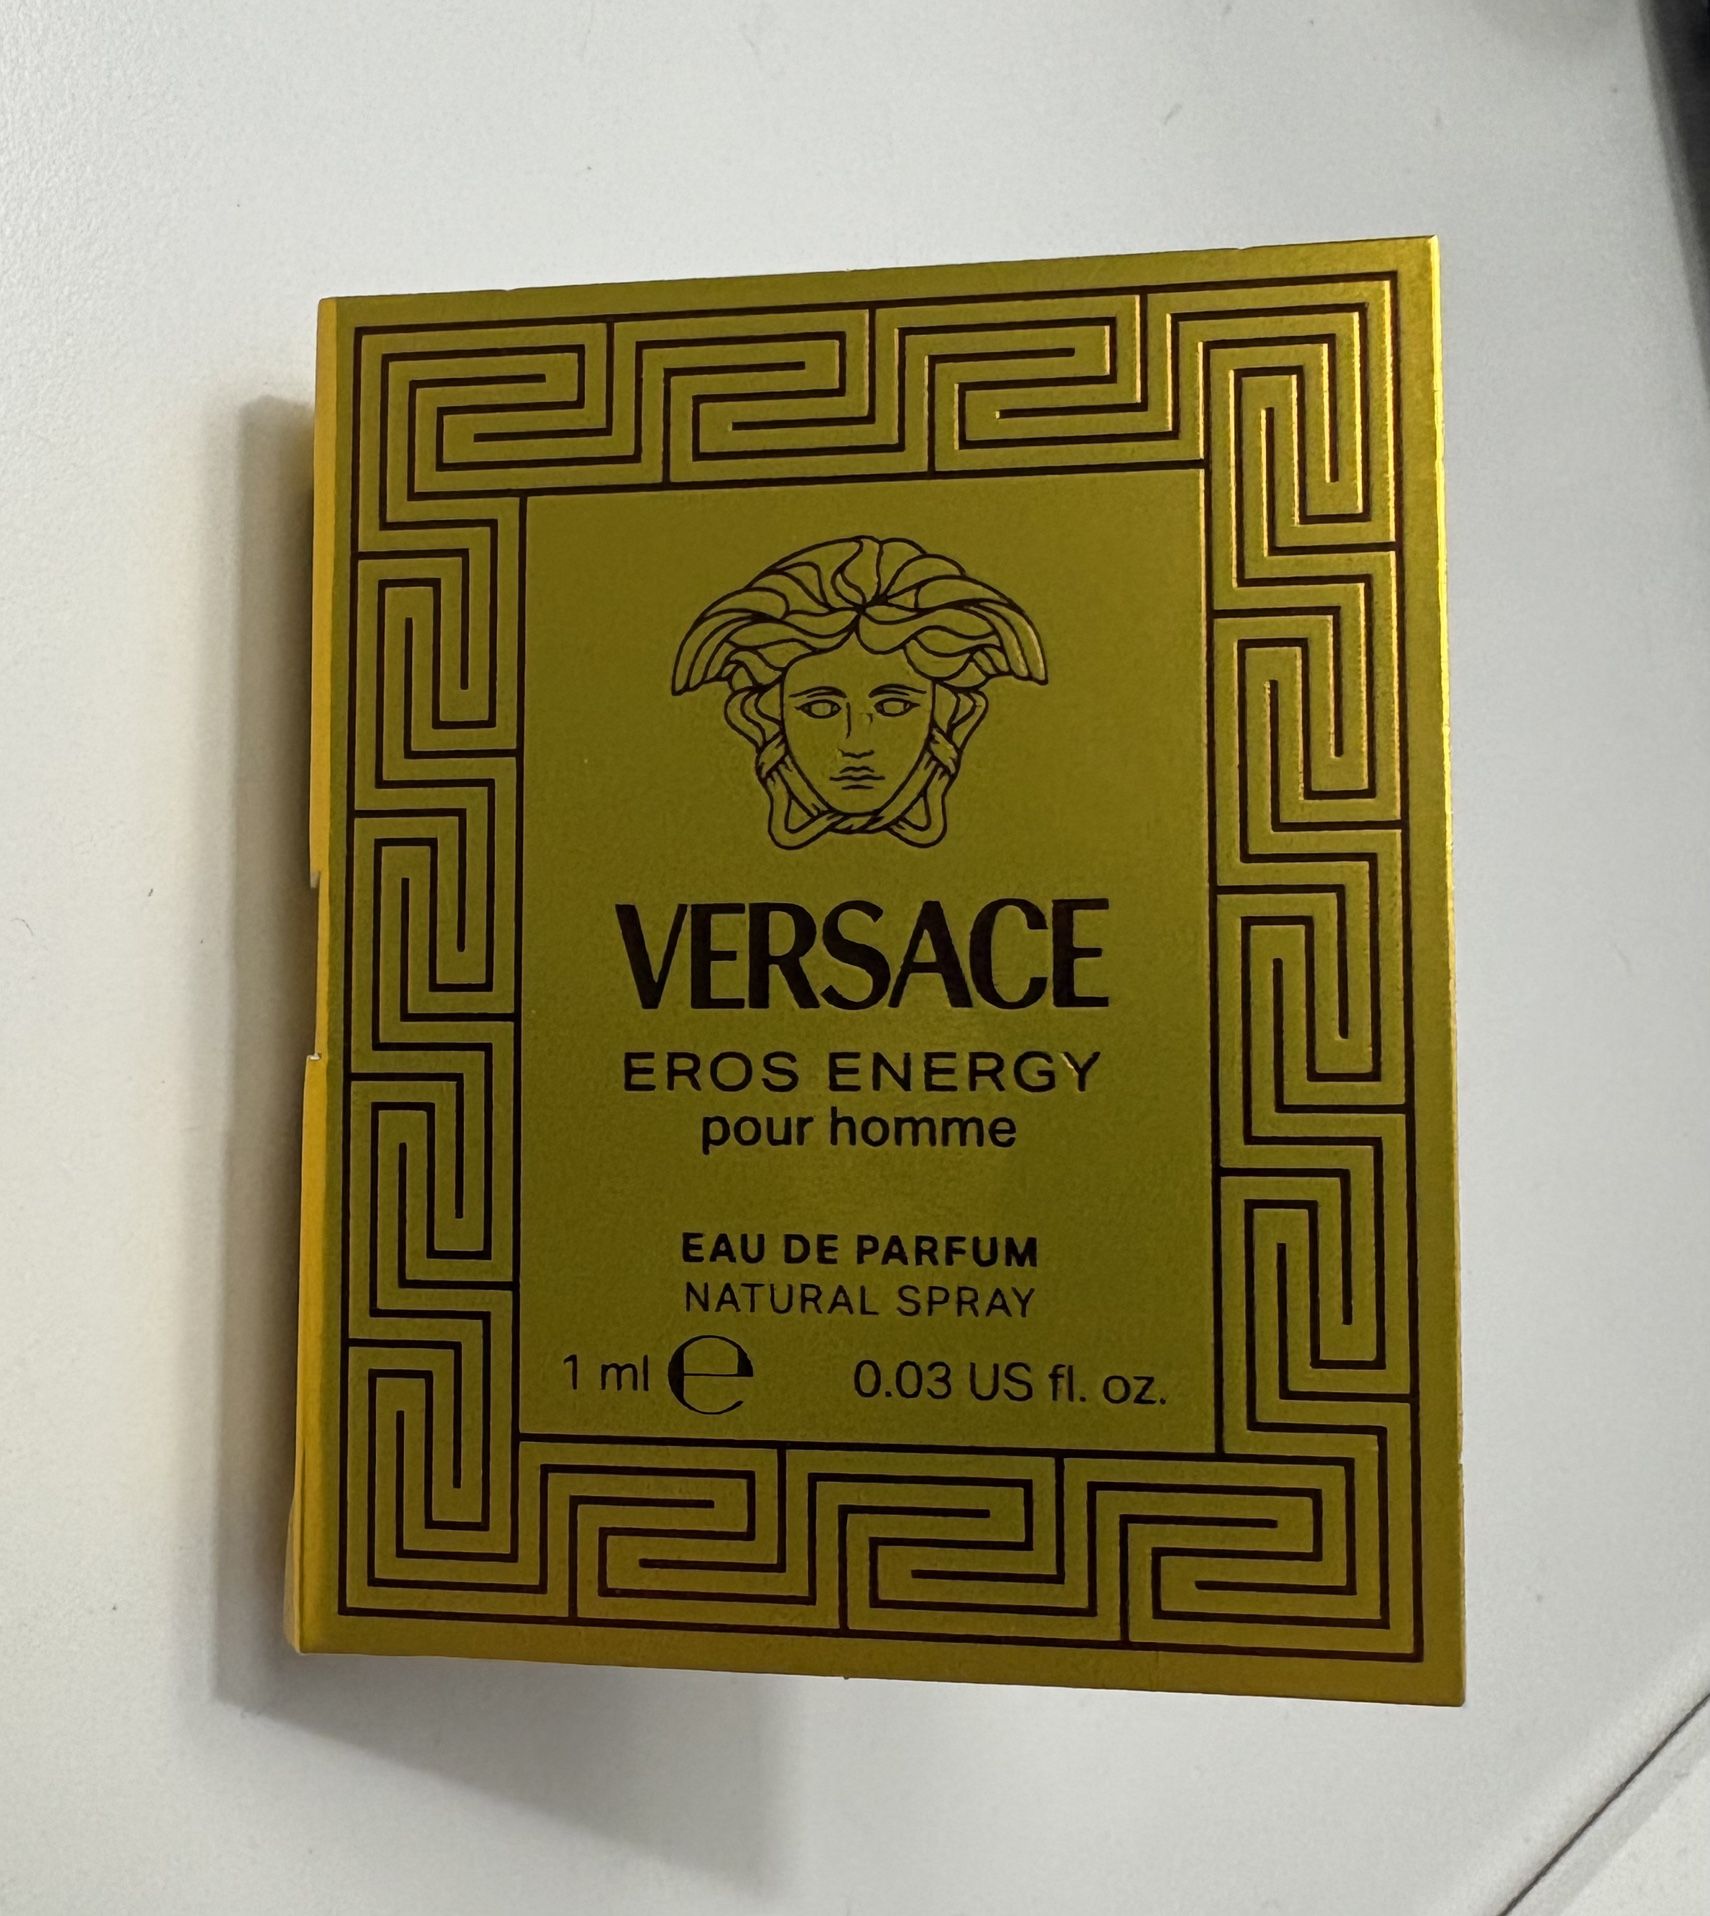 VERSACE
EROS ENERGY
pour homme
EAU DE PARFUM
NATURAL SPRAY
1 ml ℮ 0.03 US fl. oz.